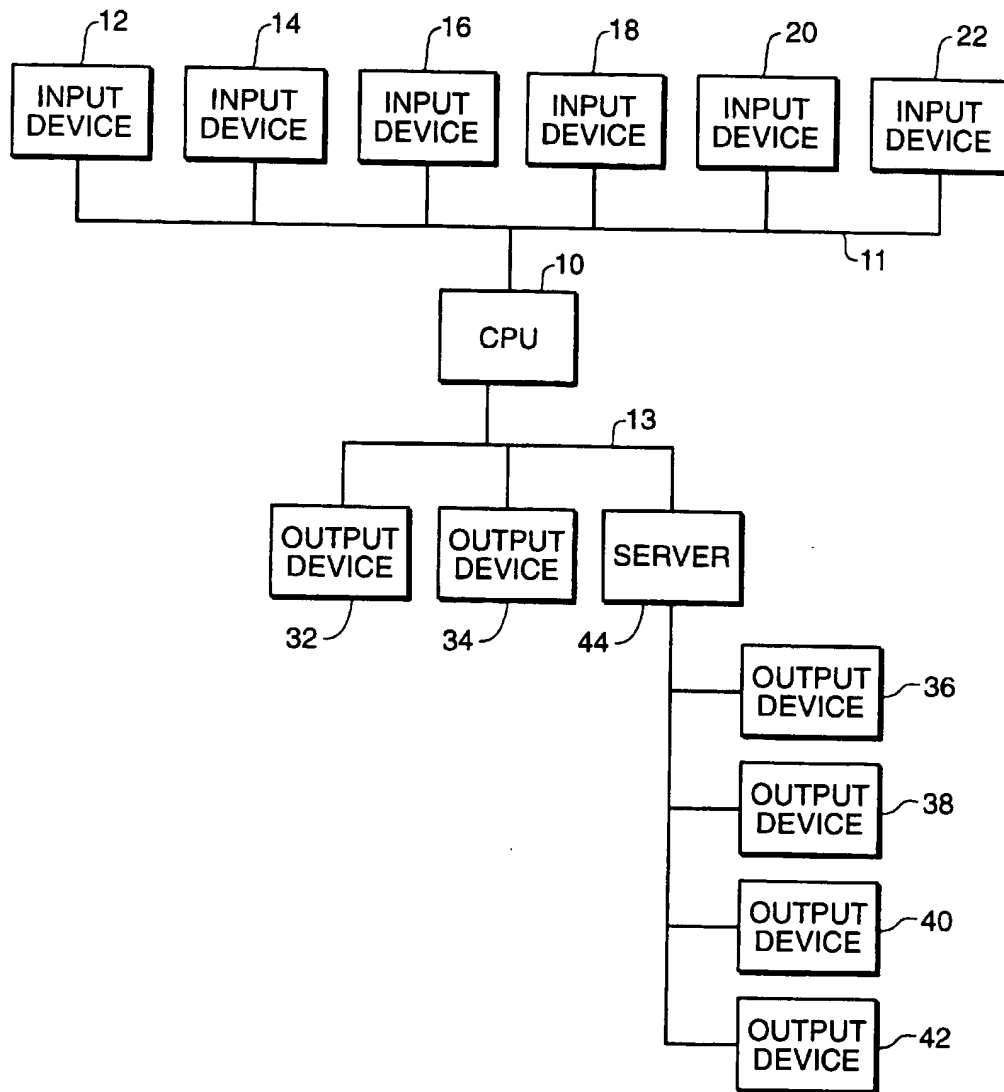 12
14
16
18
20
22
INPUT
DEVICE
INPUT
DEVICE
INPUT
DEVICE
INPUT
DEVICE
INPUT
DEVICE
INPUT
DEVICE
11
10
CPU
13
OUTPUT
DEVICE
OUTPUT
DEVICE
SERVER
32
34
44
OUTPUT
DEVICE
36
OUTPUT
DEVICE
38
OUTPUT
DEVICE
40
OUTPUT
DEVICE
42